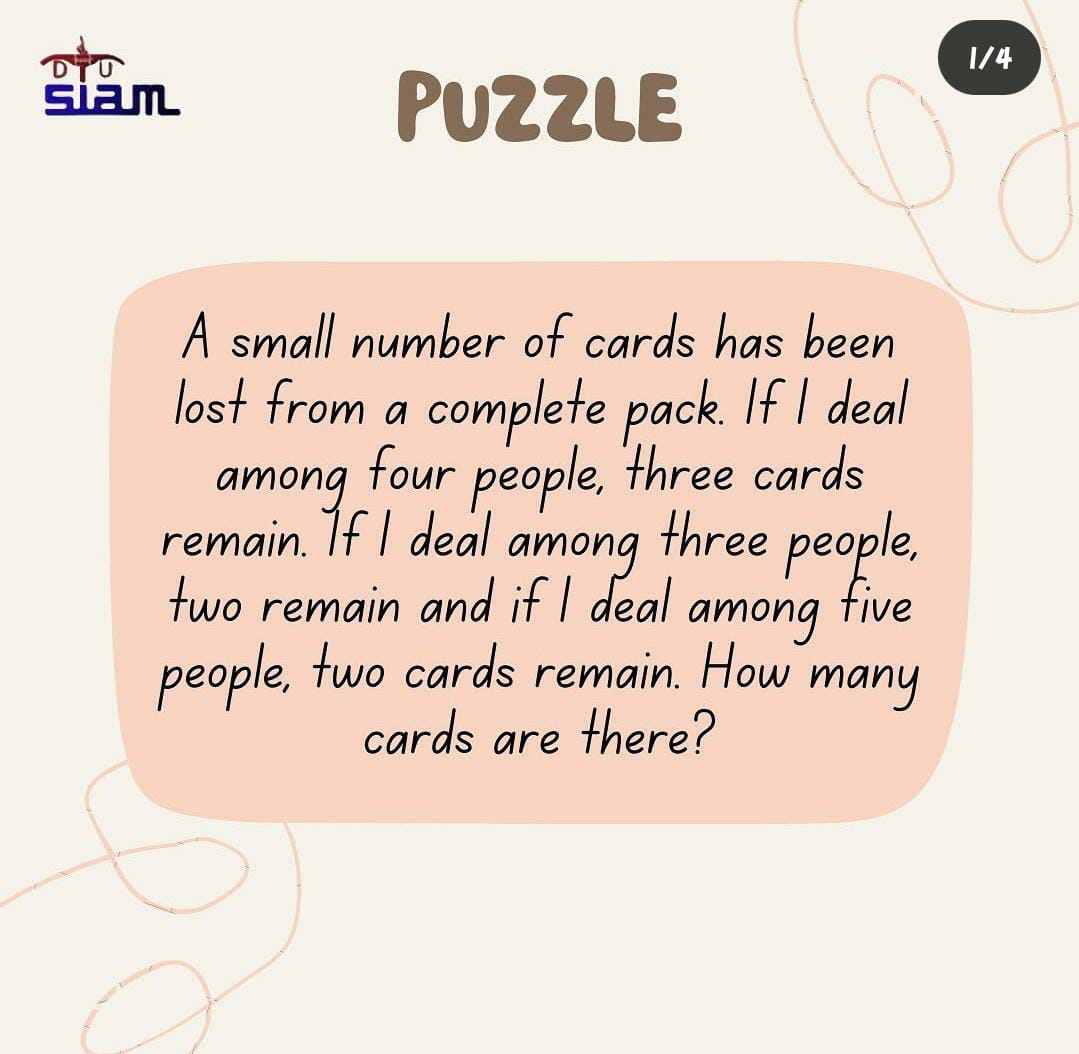 DTU
SIAM
PUZZLE
1/4
A small number of cards has been
lost from a complete pack. If I deal
among four people, three cards
remain. If I deal among three people,
two remain and if I deal among five
people, two cards remain. How many
cards are there?